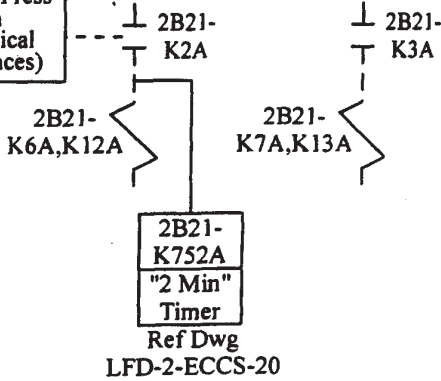 ical
nces)
2B21-
K2A
2B21-
K3A
2B21-
K6A,K12A
2B21-
K7A,K13A
2B21-
K752A
"2 Min"
Timer
Ref Dwg
LFD-2-ECCS-20